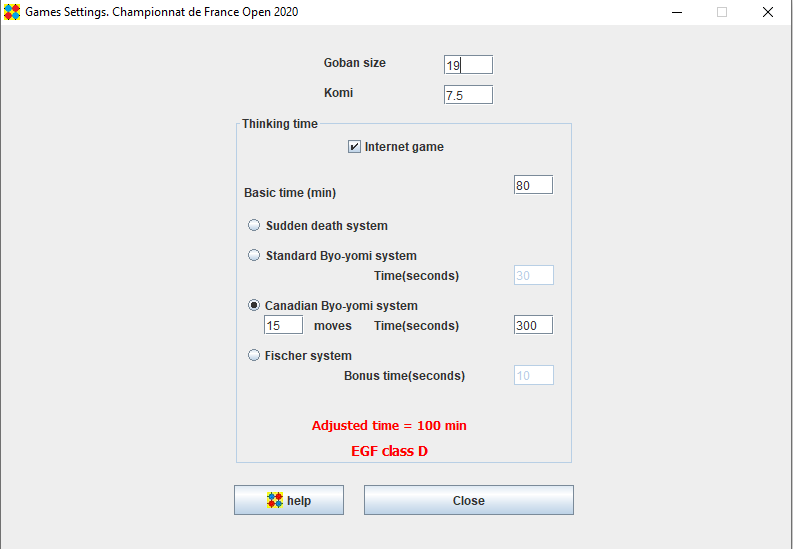 Games Settings. Championnat de France Open 2020
Goban size 19
Komi 7.5
Thinking time
Internet game
Basic time (min) 80
Sudden death system
Standard Byo-yomi system
Time(seconds) 30
Canadian Byo-yomi system
15 moves Time(seconds) 300
Fischer system
Bonus time(seconds) 10
Adjusted time = 100 min
EGF class D
help Close